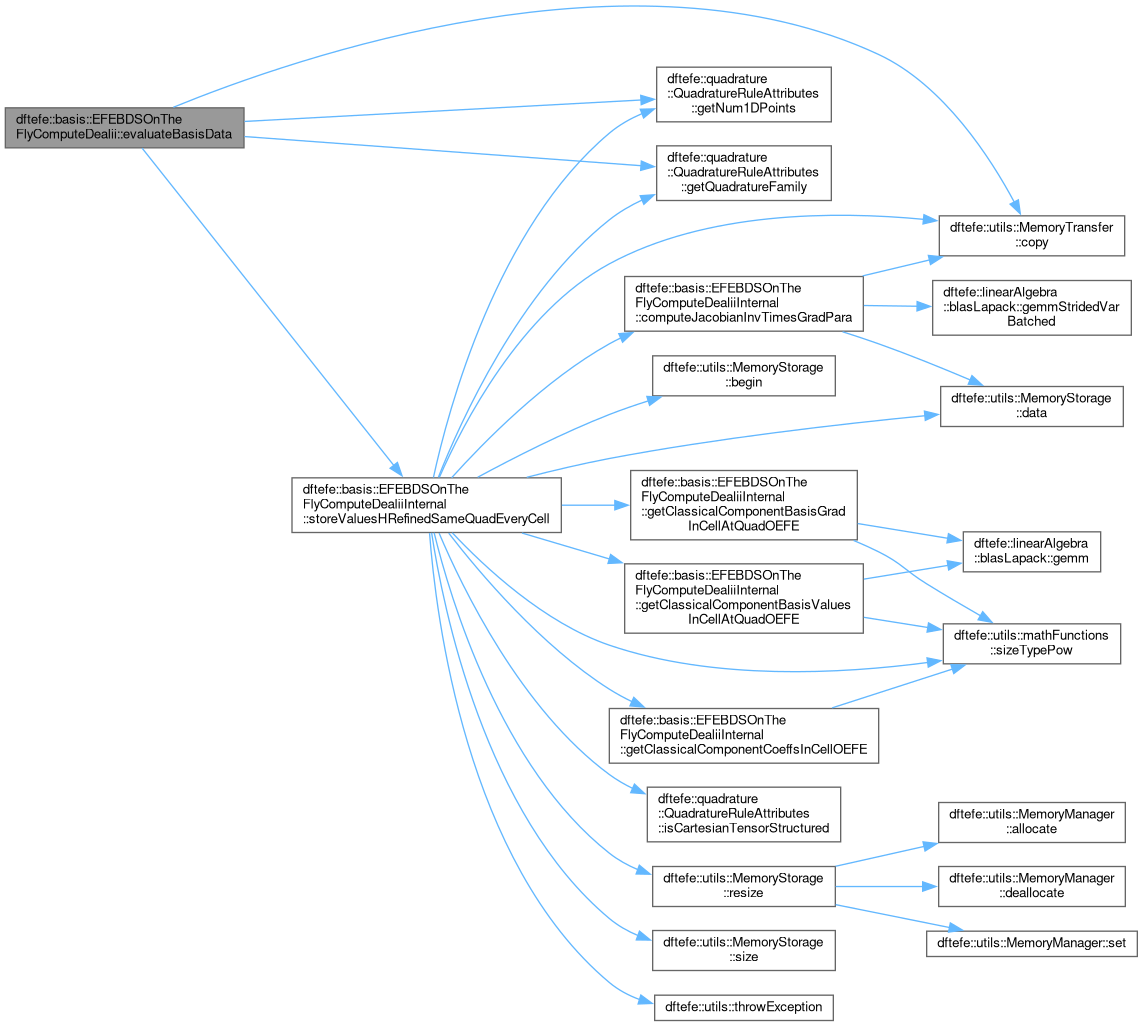 dftefe::basis::EFEBDSOnThe
FlyComputeDealii::evaluateBasisData
dftefe::quadrature
::QuadratureRuleAttributes
::getNum1DPoints
dftefe::quadrature
::QuadratureRuleAttributes
::getQuadratureFamily
dftefe::utils::MemoryTransfer
::copy
dftefe::basis::EFEBDSOnThe
FlyComputeDealiiInternal
::computeJacobianInvTimesGradPara
dftefe::linearAlgebra
::blasLapack::gemmStridedVar
Batched
dftefe::utils::MemoryStorage
::begin
dftefe::utils::MemoryStorage
::data
dftefe::basis::EFEBDSOnThe
FlyComputeDealiiInternal
::storeValuesHRefinedSameQuadEveryCell
dftefe::basis::EFEBDSOnThe
FlyComputeDealiiInternal
::getClassicalComponentBasisGrad
InCellAtQuadOEFE
dftefe::linearAlgebra
::blasLapack::gemm
dftefe::basis::EFEBDSOnThe
FlyComputeDealiiInternal
::getClassicalComponentBasisValues
InCellAtQuadOEFE
dftefe::utils::mathFunctions
::sizeTypePow
dftefe::basis::EFEBDSOnThe
FlyComputeDealiiInternal
::getClassicalComponentCoeffsInCellOEFE
dftefe::quadrature
::QuadratureRuleAttributes
::isCartesianTensorStructured
dftefe::utils::MemoryManager
::allocate
dftefe::utils::MemoryStorage
::resize
dftefe::utils::MemoryManager
::deallocate
dftefe::utils::MemoryManager::set
dftefe::utils::MemoryStorage
::size
dftefe::utils::throwException